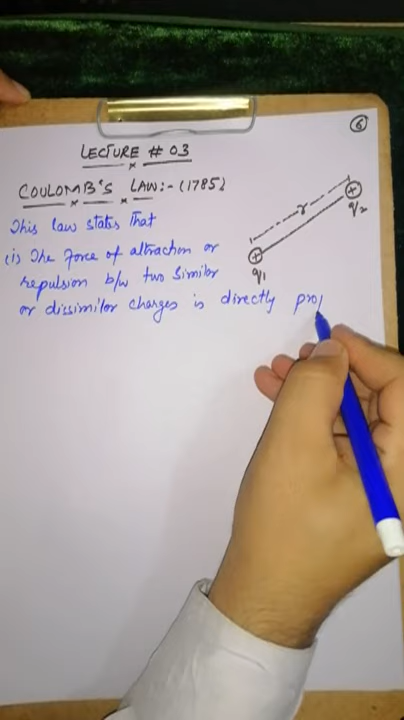 6
LECTURE # 03
COULOMB'S LAW:- (1785)
This law states that
(i) The force of attraction or
repulsion b/w two similar
or dissimilar charges is directly pro
r
q1
q2